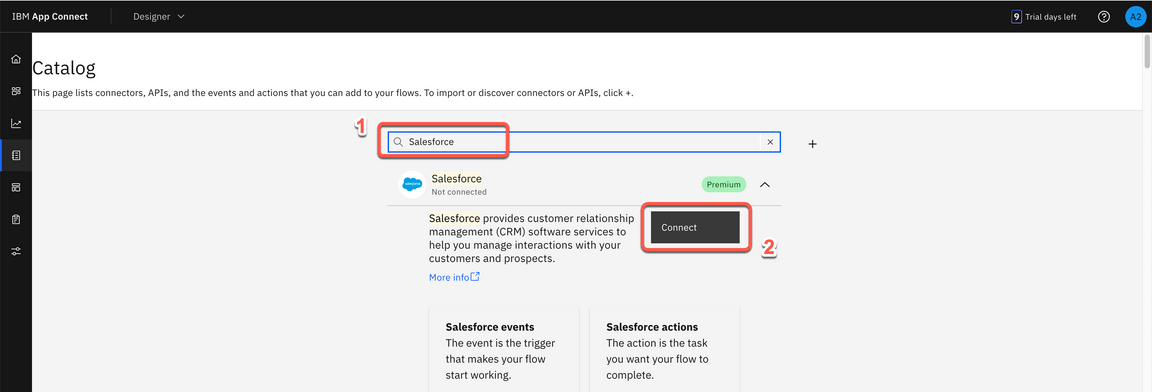 IBM App Connect
Designer
9 Trial days left
A2
Catalog
This page lists connectors, APIs, and the events and actions that you can add to your flows. To import or discover connectors or APIs, click +.
1
Salesforce
salesforce
Salesforce
Not connected
Premium
Salesforce provides customer relationship
management (CRM) software services to
help you manage interactions with your
customers and prospects.
Connect
2
More info
Salesforce events
The event is the trigger
that makes your flow
start working.
Salesforce actions
The action is the task
you want your flow to
complete.